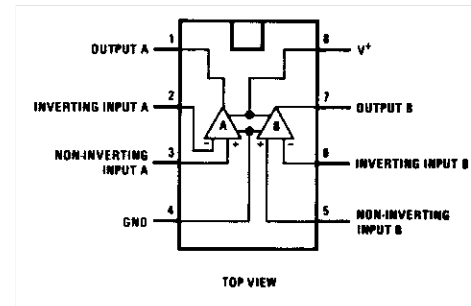 1
OUTPUT A
2
INVERTING INPUT A
3
NON-INVERTING
INPUT A
4
GND
8
V+
7
OUTPUT B
6
INVERTING INPUT B
5
NON-INVERTING
INPUT B
A
B
-
+
+
-
TOP VIEW